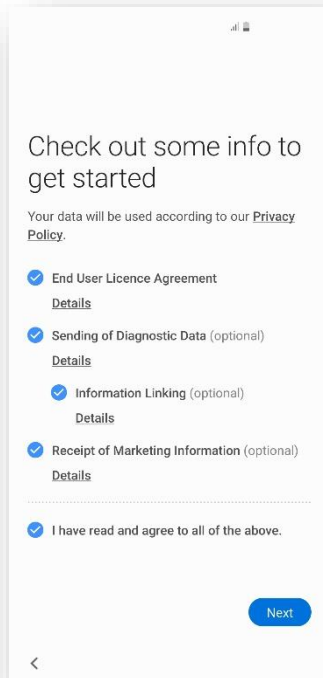 Check out some info to
get started
Your data will be used according to our Privacy
Policy.
End User Licence Agreement
Details
Sending of Diagnostic Data (optional)
Details
Information Linking (optional)
Details
Receipt of Marketing Information (optional)
Details
I have read and agree to all of the above.
Next